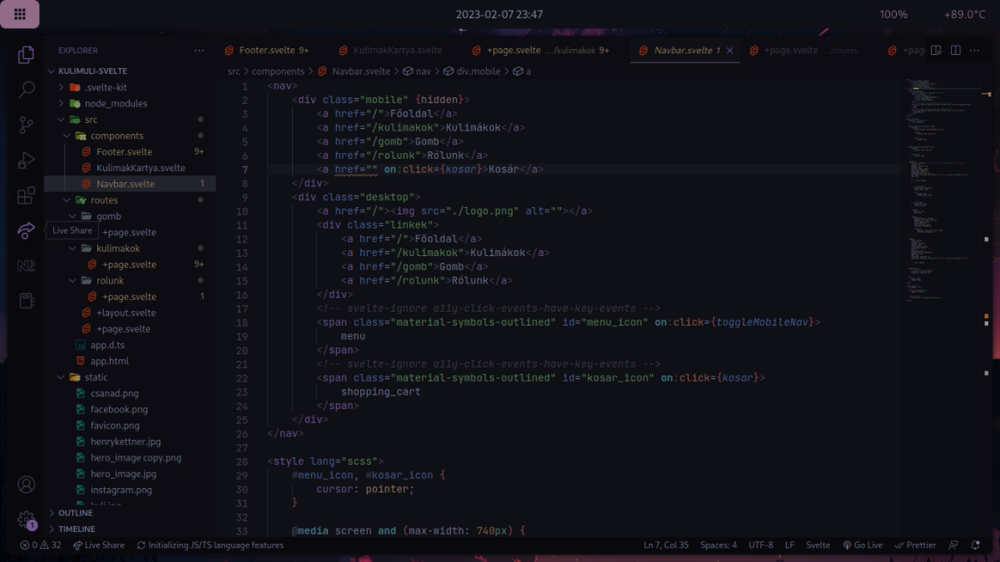 2023-02-07 23:47
100%
+89.0°C
EXPLORER
Footer.svelte 9+
KulimakKartya.svelte
+page.svelte .../kulimakok 9+
Navbar.svelte 1
+page.svelte .../routes
+page
src > components > Navbar.svelte > nav > div.mobile > a
KULIMULI-SVELTE
.svelte-kit
node_modules
src
components
Footer.svelte 9+
KulimakKartya.svelte
Navbar.svelte 1
routes
gomb
Live Share
+page.svelte
kulimakok
+page.svelte 9+
rolunk
+page.svelte 1
+layout.svelte
+page.svelte
app.d.ts
app.html
static
csanad.png
facebook.png
favicon.png
henrykettner.jpg
hero_image copy.png
hero_image.jpg
instagram.png
OUTLINE
TIMELINE
1 <nav>
2 <div class="mobile" {hidden}>
3 <a href="/">Főoldal</a>
4 <a href="/kulimakok">Kulimákok</a>
5 <a href="/gomb">Gomb</a>
6 <a href="/rolunk">Rólunk</a>
7 <a href="" on:click={kosar}>Kosár</a>
8 </div>
9 <div class="desktop">
10 <a href="/"><img src="./logo.png" alt=""></a>
11 <div class="linkek">
12 <a href="/">Főoldal</a>
13 <a href="/kulimakok">Kulimákok</a>
14 <a href="/gomb">Gomb</a>
15 <a href="/rolunk">Rólunk</a>
16 </div>
17 <!-- svelte-ignore a11y-click-events-have-key-events -->
18 <span class="material-symbols-outlined" id="menu_icon" on:click={toggleMobileNav}>
19 menu
20 </span>
21 <!-- svelte-ignore a11y-click-events-have-key-events -->
22 <span class="material-symbols-outlined" id="kosar_icon" on:click={kosar}>
23 shopping_cart
24 </span>
25 </div>
26 </nav>
27
28 <style lang="scss">
29 #menu_icon, #kosar_icon {
30 cursor: pointer;
31 }
32
33 @media screen and (max-width: 740px) {
1
0 32 Live Share Initializing JS/TS language features
Ln 7, Col 35 Spaces: 4 UTF-8 LF Svelte Go Live Prettier